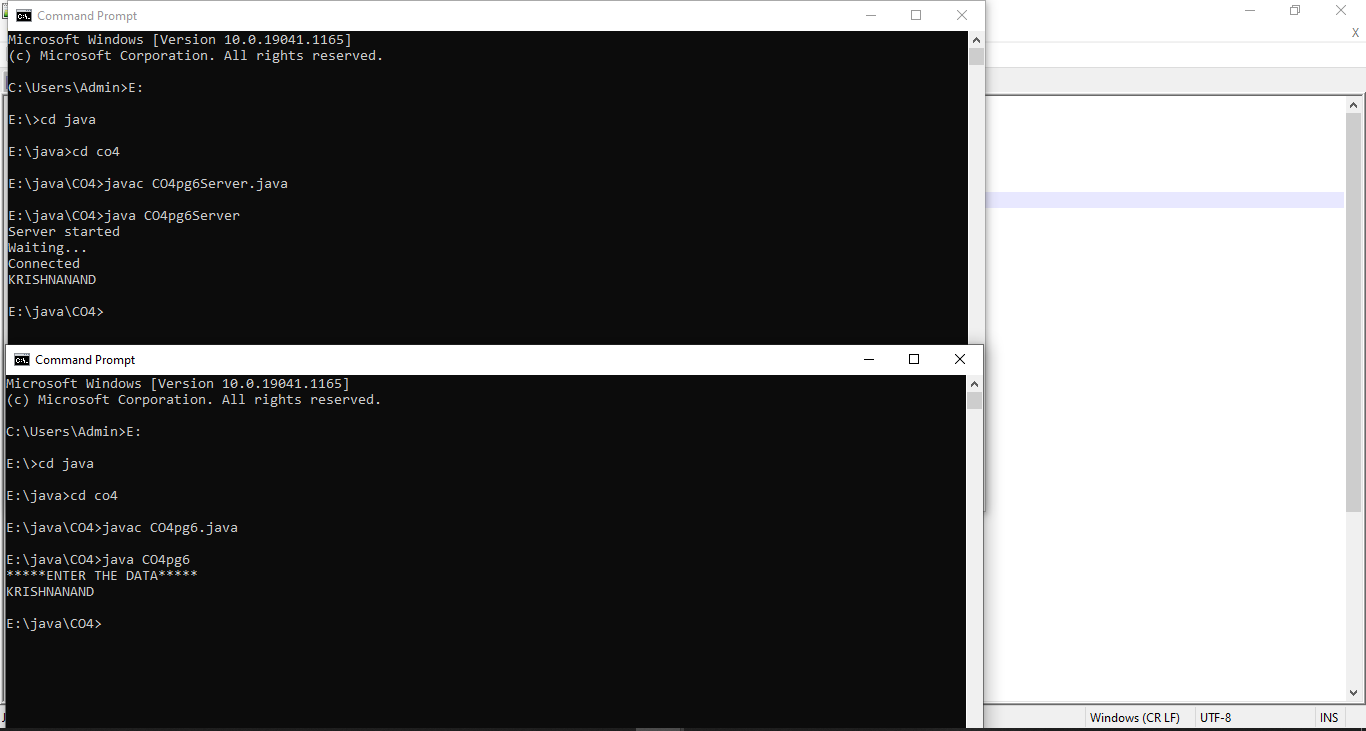 Command Prompt
Microsoft Windows [Version 10.0.19041.1165]
(c) Microsoft Corporation. All rights reserved.
C:\Users\Admin>E:
E:\>cd java
E:\java>cd co4
E:\java\CO4>javac CO4pg6Server.java
E:\java\CO4>java CO4pg6Server
Server started
Waiting...
Connected
KRISHNANAND
E:\java\CO4>
Command Prompt
Microsoft Windows [Version 10.0.19041.1165]
(c) Microsoft Corporation. All rights reserved.
C:\Users\Admin>E:
E:\>cd java
E:\java>cd co4
E:\java\CO4>javac CO4pg6.java
E:\java\CO4>java CO4pg6
*****ENTER THE DATA*****
KRISHNANAND
E:\java\CO4>
X
Windows (CR LF) UTF-8 INS